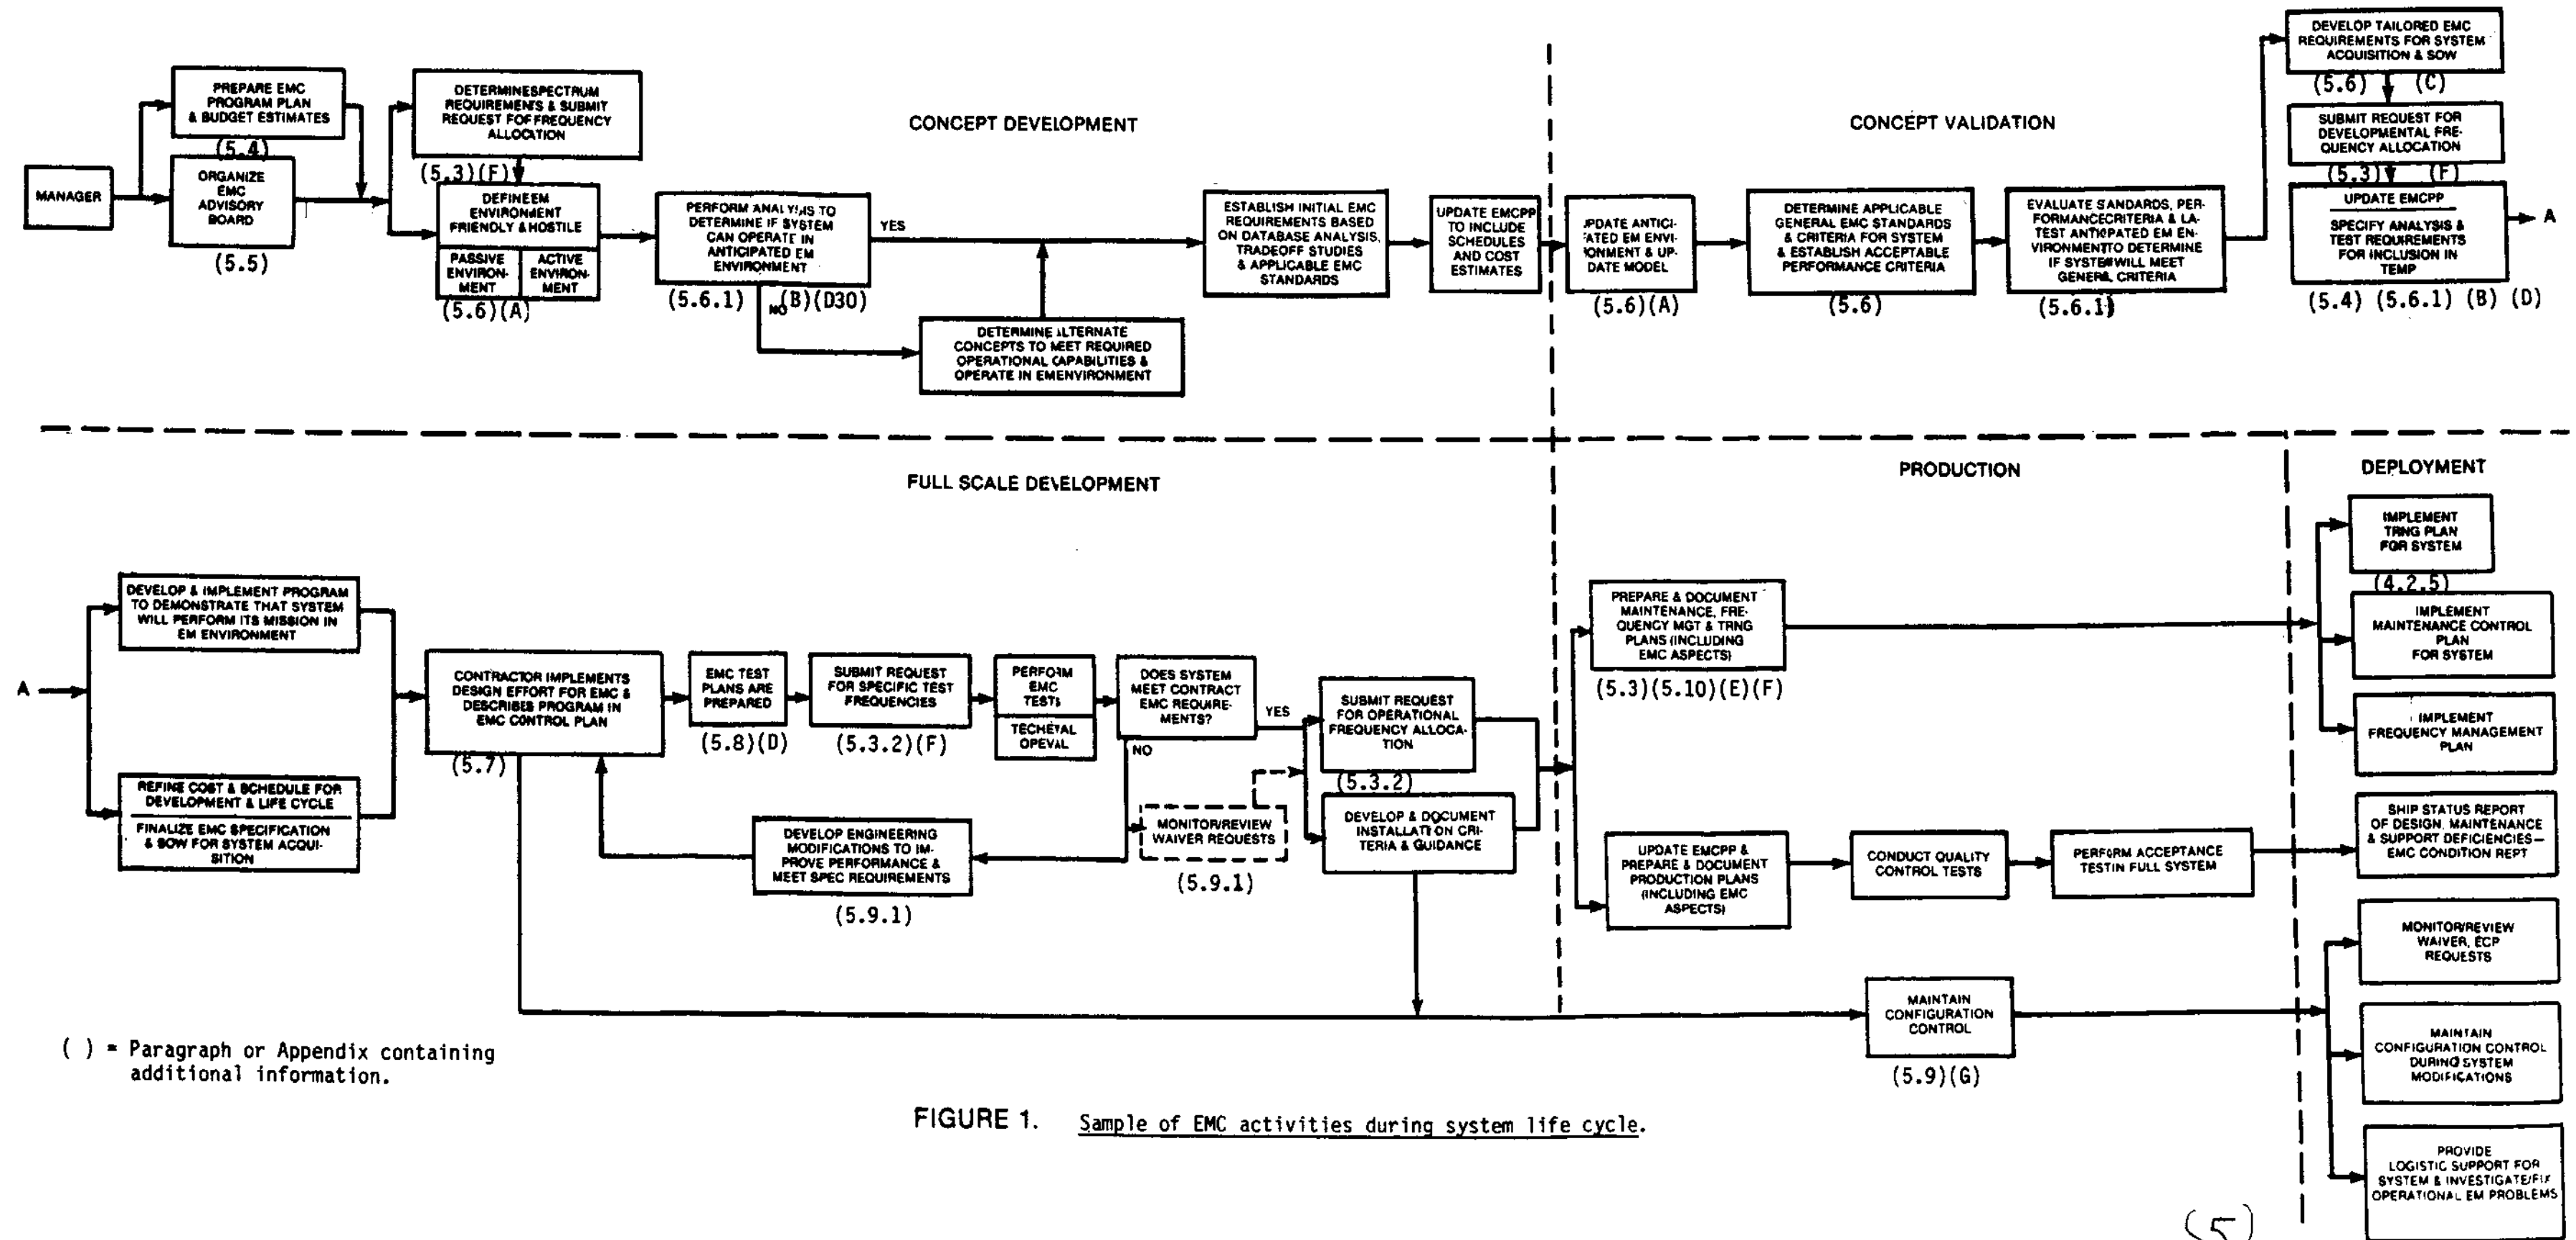 MANAGER
PREPARE EMC
PROGRAM PLAN
& BUDGET ESTIMATES
(5.4)
ORGANIZE
EMC
ADVISORY
BOARD
(5.5)
DETERMINESPECTRUM
REQUIREMENTS & SUBMIT
REQUEST FOF FREQUENCY
ALLOCATION
(5.3)(F)
DEFINEEM
ENVIRONMENT
FRIENDLY & HOSTILE
PASSIVE
ENVIRON-
MENT
ACTIVE
ENVIRON-
MENT
(5.6)(A)
CONCEPT DEVELOPMENT
PERFORM ANALYSIS TO
DETERMINE IF SYSTEM
CAN OPERATE IN
ANTICIPATED EM
ENVIRONMENT
YES
(5.6.1)
NO
(B)(D30)
DETERMINE ALTERNATE
CONCEPTS TO MEET REQUIRED
OPERATIONAL CAPABILITIES &
OPERATE IN EMENVIRONMENT
ESTABLISH INITIAL EMC
REQUIREMENTS BASED
ON DATABASE ANALYSIS,
TRADEOFF STUDIES
& APPLICABLE EMC
STANDARDS
UPDATE EMCPP
TO INCLUDE
SCHEDULES
AND COST
ESTIMATES
CONCEPT VALIDATION
PDATE ANTICI-
ATED EM ENVI-
ONMENT & UP-
DATE MODEL
(5.6)(A)
DETERMINE APPLICABLE
GENERAL EMC STANDARDS
& CRITERIA FOR SYSTEM
& ESTABLISH ACCEPTABLE
PERFORMANCE CRITERIA
(5.6)
EVALUATE SANDARDS, PER-
FORMANCECRITERIA & LA-
TEST ANTICIPATED EM EN-
VIRONMENTTO DETERMINE
IF SYSTEMWILL MEET
GENERAL CRITERIA
(5.6.1)
DEVELOP TAILORED EMC
REQUIREMENTS FOR SYSTEM
ACQUISITION & SOW
(5.6) (C)
SUBMIT REQUEST FOR
DEVELOPMENTAL FRE-
QUENCY ALLOCATION
(5.3) (F)
UPDATE EMCPP
SPECIFY ANALYSIS &
TEST REQUIREMENTS
FOR INCLUSION IN
TEMP
(5.4) (5.6.1) (B) (D)
A
FULL SCALE DEVELOPMENT
A
DEVELOP & IMPLEMENT PROGRAM
TO DEMONSTRATE THAT SYSTEM
WILL PERFORM ITS MISSION IN
EM ENVIRONMENT
REFINE COST & SCHEDULE FOR
DEVELOPMENT & LIFE CYCLE
FINALIZE EMC SPECIFICATION
& SOW FOR SYSTEM ACQUI-
SITION
CONTRACTOR IMPLEMENTS
DESIGN EFFORT FOR EMC &
DESCRIBES PROGRAM IN
EMC CONTROL PLAN
(5.7)
EMC TEST
PLANS ARE
PREPARED
(5.8)(D)
SUBMIT REQUEST
FOR SPECIFIC TEST
FREQUENCIES
(5.3.2)(F)
PERFORM
EMC
TESTS
TECHEVAL
OPEVAL
DOES SYSTEM
MEET CONTRACT
EMC REQUIRE-
MENTS?
YES
NO
DEVELOP ENGINEERING
MODIFICATIONS TO IM-
PROVE PERFORMANCE &
MEET SPEC REQUIREMENTS
(5.9.1)
MONITOR/REVIEW
WAIVER REQUESTS
(5.9.1)
SUBMIT REQUEST
FOR OPERATIONAL
FREQUENCY ALLOCA-
TION
(5.3.2)
DEVELOP & DOCUMENT
INSTALLATION CRI-
TERIA & GUIDANCE
PRODUCTION
PREPARE & DOCUMENT
MAINTENANCE, FRE-
QUENCY MGT & TRNG
PLANS (INCLUDING
EMC ASPECTS)
(5.3)(5.10)(E)(F)
UPDATE EMCPP &
PREPARE & DOCUMENT
PRODUCTION PLANS
(INCLUDING EMC
ASPECTS)
CONDUCT QUALITY
CONTROL TESTS
PERFORM ACCEPTANCE
TESTIN FULL SYSTEM
MAINTAIN
CONFIGURATION
CONTROL
(5.9)(G)
DEPLOYMENT
IMPLEMENT
TRNG PLAN
FOR SYSTEM
(4.2.5)
IMPLEMENT
MAINTENANCE CONTROL
PLAN
FOR SYSTEM
IMPLEMENT
FREQUENCY MANAGEMENT
PLAN
SHIP STATUS REPORT
OF DESIGN, MAINTENANCE
& SUPPORT DEFICIENCIES—
EMC CONDITION REPT
MONITOR/REVIEW
WAIVER, ECP
REQUESTS
MAINTAIN
CONFIGURATION CONTROL
DURING SYSTEM
MODIFICATIONS
PROVIDE
LOGISTIC SUPPORT FOR
SYSTEM & INVESTIGATE/FIX
OPERATIONAL EM PROBLEMS
( ) = Paragraph or Appendix containing
additional information.
FIGURE 1. Sample of EMC activities during system life cycle.
(5)